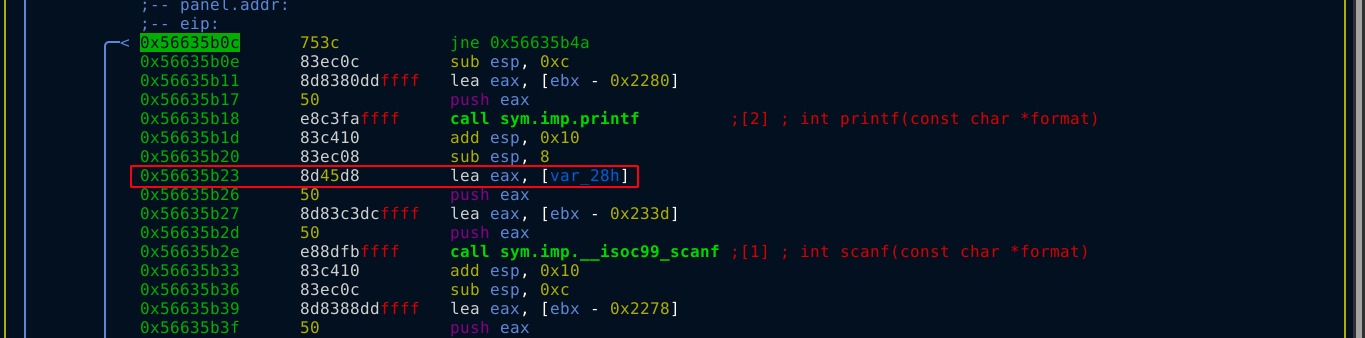 ;-- panel.addr:
;-- eip:
< 0x56635b0c 753c jne 0x56635b4a
0x56635b0e 83ec0c sub esp, 0xc
0x56635b11 8d8380ddffff lea eax, [ebx - 0x2280]
0x56635b17 50 push eax
0x56635b18 e8c3faffff call sym.imp.printf ;[2] ; int printf(const char *format)
0x56635b1d 83c410 add esp, 0x10
0x56635b20 83ec08 sub esp, 8
0x56635b23 8d45d8 lea eax, [var_28h]
0x56635b26 50 push eax
0x56635b27 8d83c3dcffff lea eax, [ebx - 0x233d]
0x56635b2d 50 push eax
0x56635b2e e88dfbffff call sym.imp.__isoc99_scanf ;[1] ; int scanf(const char *format)
0x56635b33 83c410 add esp, 0x10
0x56635b36 83ec0c sub esp, 0xc
0x56635b39 8d8388ddffff lea eax, [ebx - 0x2278]
0x56635b3f 50 push eax